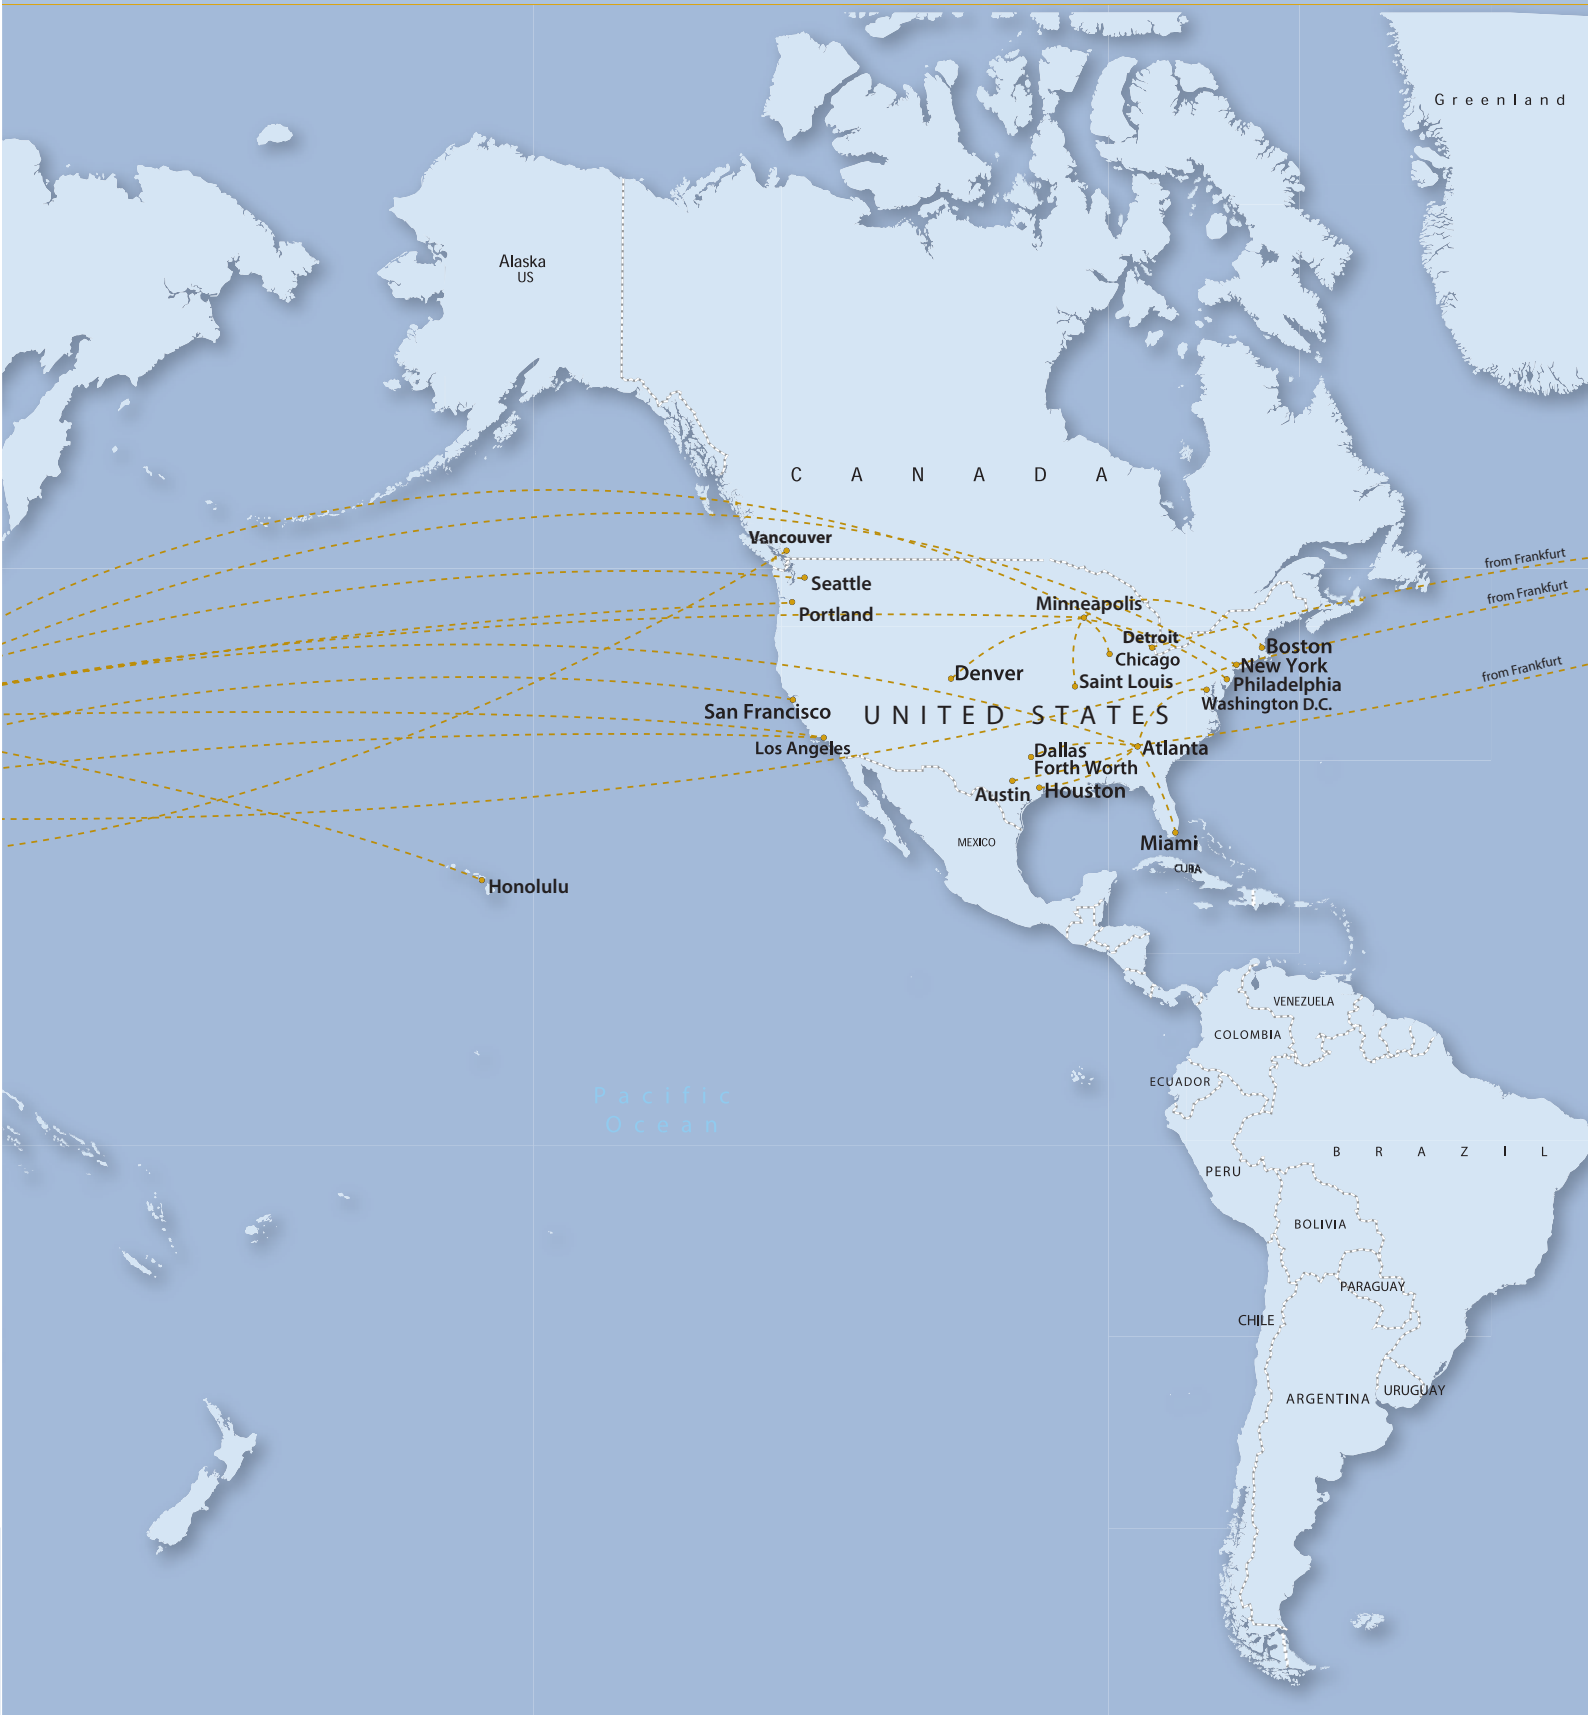 Greenland
Alaska
US
CANADA
Vancouver
from Frankfurt
Seattle
from Frankfurt
Minneapolis
Portland
Detroit
Boston
Chicago
New York
from Frankfurt
Denver
Saint Louis
Philadelphia
Washington D.C.
San Francisco
UNITED STATES
Los Angeles
Dallas
Forth Worth
Atlanta
Austin
Houston
MEXICO
Miami
CUBA
Honolulu
VENEZUELA
COLOMBIA
ECUADOR
Pacific
Ocean
BRAZIL
PERU
BOLIVIA
PARAGUAY
CHILE
URUGUAY
ARGENTINA